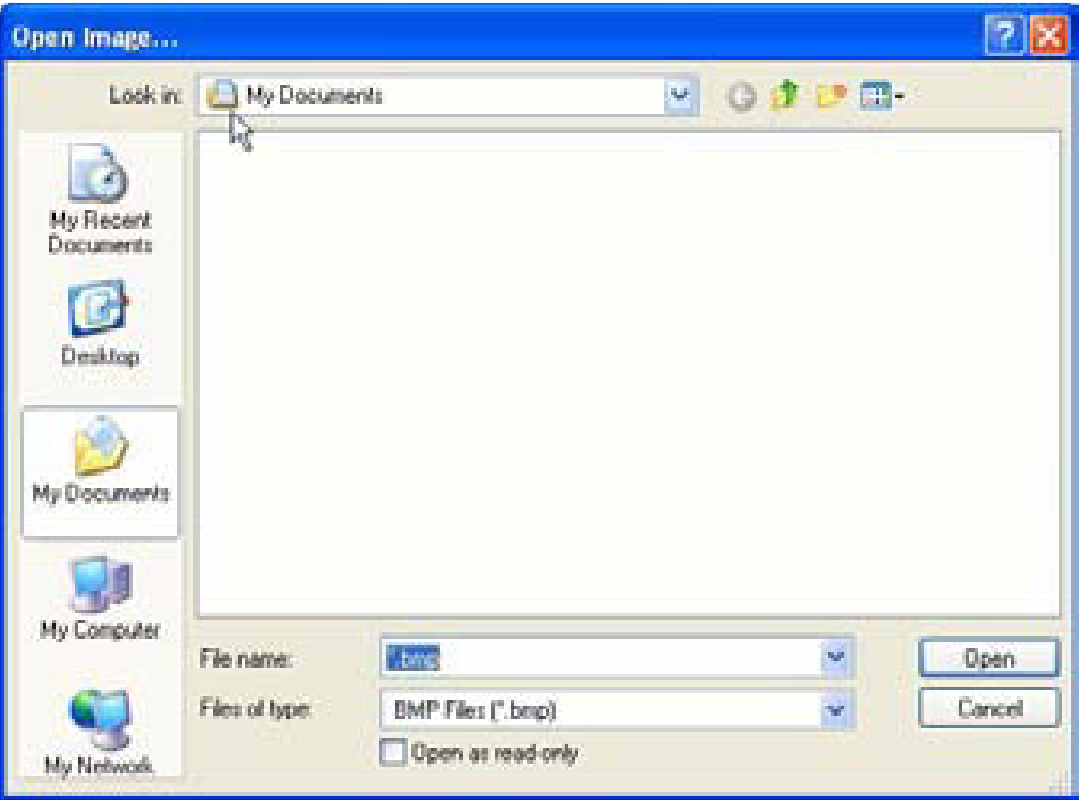 Open Image...
?
Look in:
My Documents
My Recent
Documents
Desktop
My Documents
My Computer
My Network
File name:
*.bmp
Open
Files of type:
BMP Files (*.bmp)
Cancel
Open as read-only